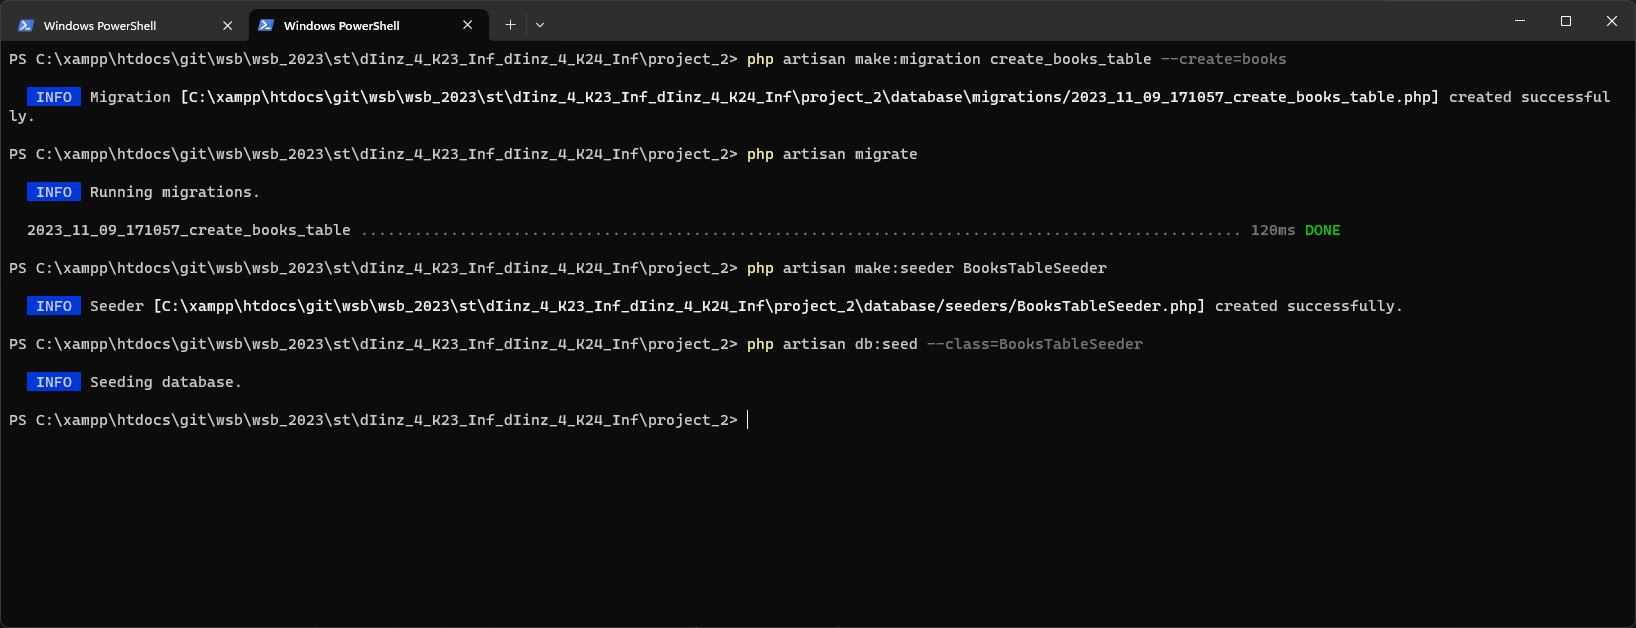 Windows PowerShell
Windows PowerShell
PS C:\xampp\htdocs\git\wsb\wsb_2023\st\dIinz_4_K23_Inf_dIinz_4_K24_Inf\project_2> php artisan make:migration create_books_table --create=books
INFO Migration [C:\xampp\htdocs\git\wsb\wsb_2023\st\dIinz_4_K23_Inf_dIinz_4_K24_Inf\project_2\database\migrations/2023_11_09_171057_create_books_table.php] created successful
ly.
PS C:\xampp\htdocs\git\wsb\wsb_2023\st\dIinz_4_K23_Inf_dIinz_4_K24_Inf\project_2> php artisan migrate
INFO Running migrations.
2023_11_09_171057_create_books_table .................................................................................................. 120ms DONE
PS C:\xampp\htdocs\git\wsb\wsb_2023\st\dIinz_4_K23_Inf_dIinz_4_K24_Inf\project_2> php artisan make:seeder BooksTableSeeder
INFO Seeder [C:\xampp\htdocs\git\wsb\wsb_2023\st\dIinz_4_K23_Inf_dIinz_4_K24_Inf\project_2\database/seeders/BooksTableSeeder.php] created successfully.
PS C:\xampp\htdocs\git\wsb\wsb_2023\st\dIinz_4_K23_Inf_dIinz_4_K24_Inf\project_2> php artisan db:seed --class=BooksTableSeeder
INFO Seeding database.
PS C:\xampp\htdocs\git\wsb\wsb_2023\st\dIinz_4_K23_Inf_dIinz_4_K24_Inf\project_2>